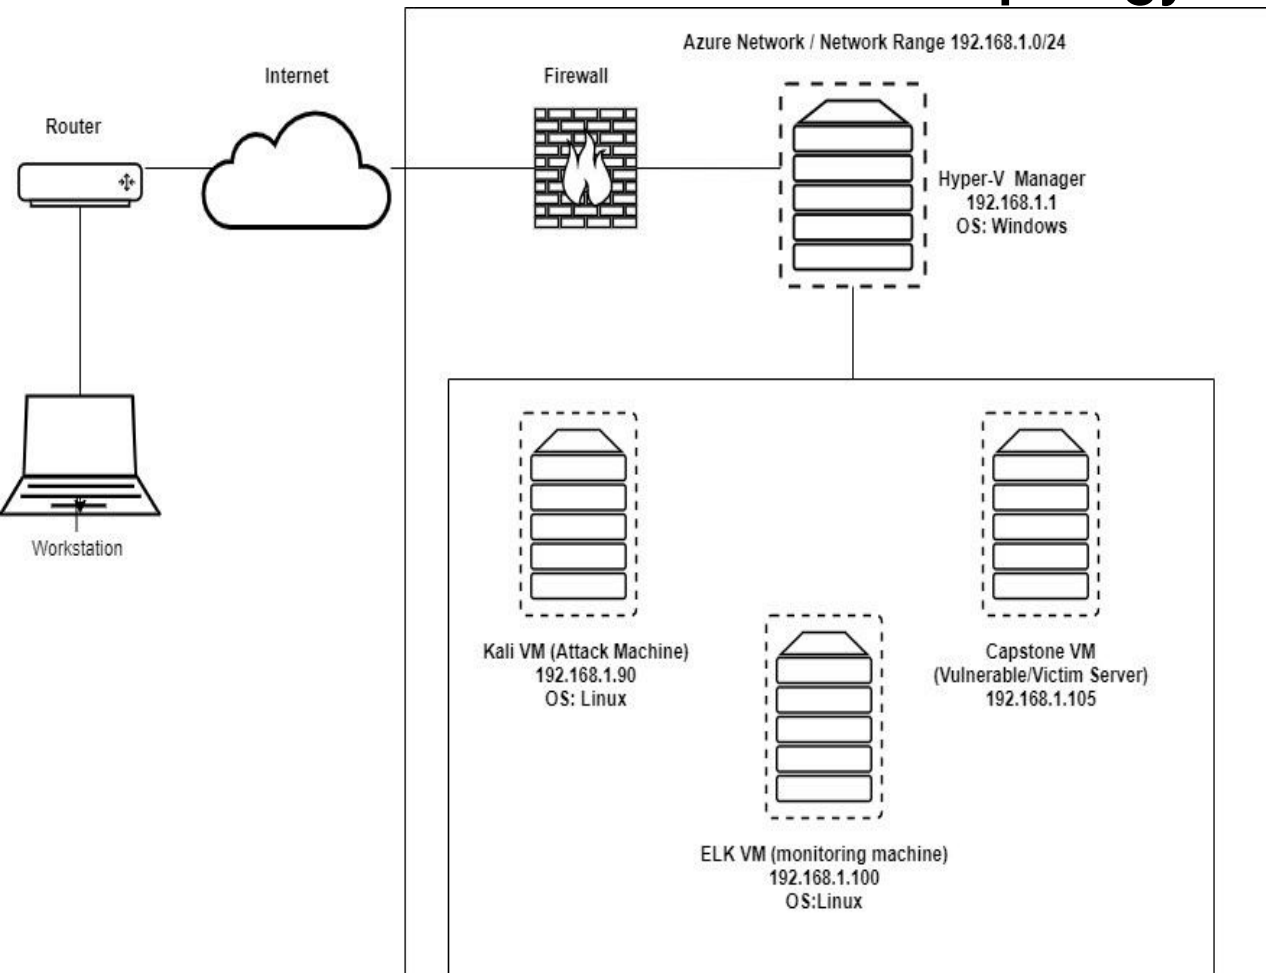 Azure Network / Network Range 192.168.1.0/24
Internet
Firewall
Router
Hyper-V Manager
192.168.1.1
OS: Windows
Workstation
Kali VM (Attack Machine)
192.168.1.90
OS: Linux
Capstone VM
(Vulnerable/Victim Server)
192.168.1.105
ELK VM (monitoring machine)
192.168.1.100
OS:Linux